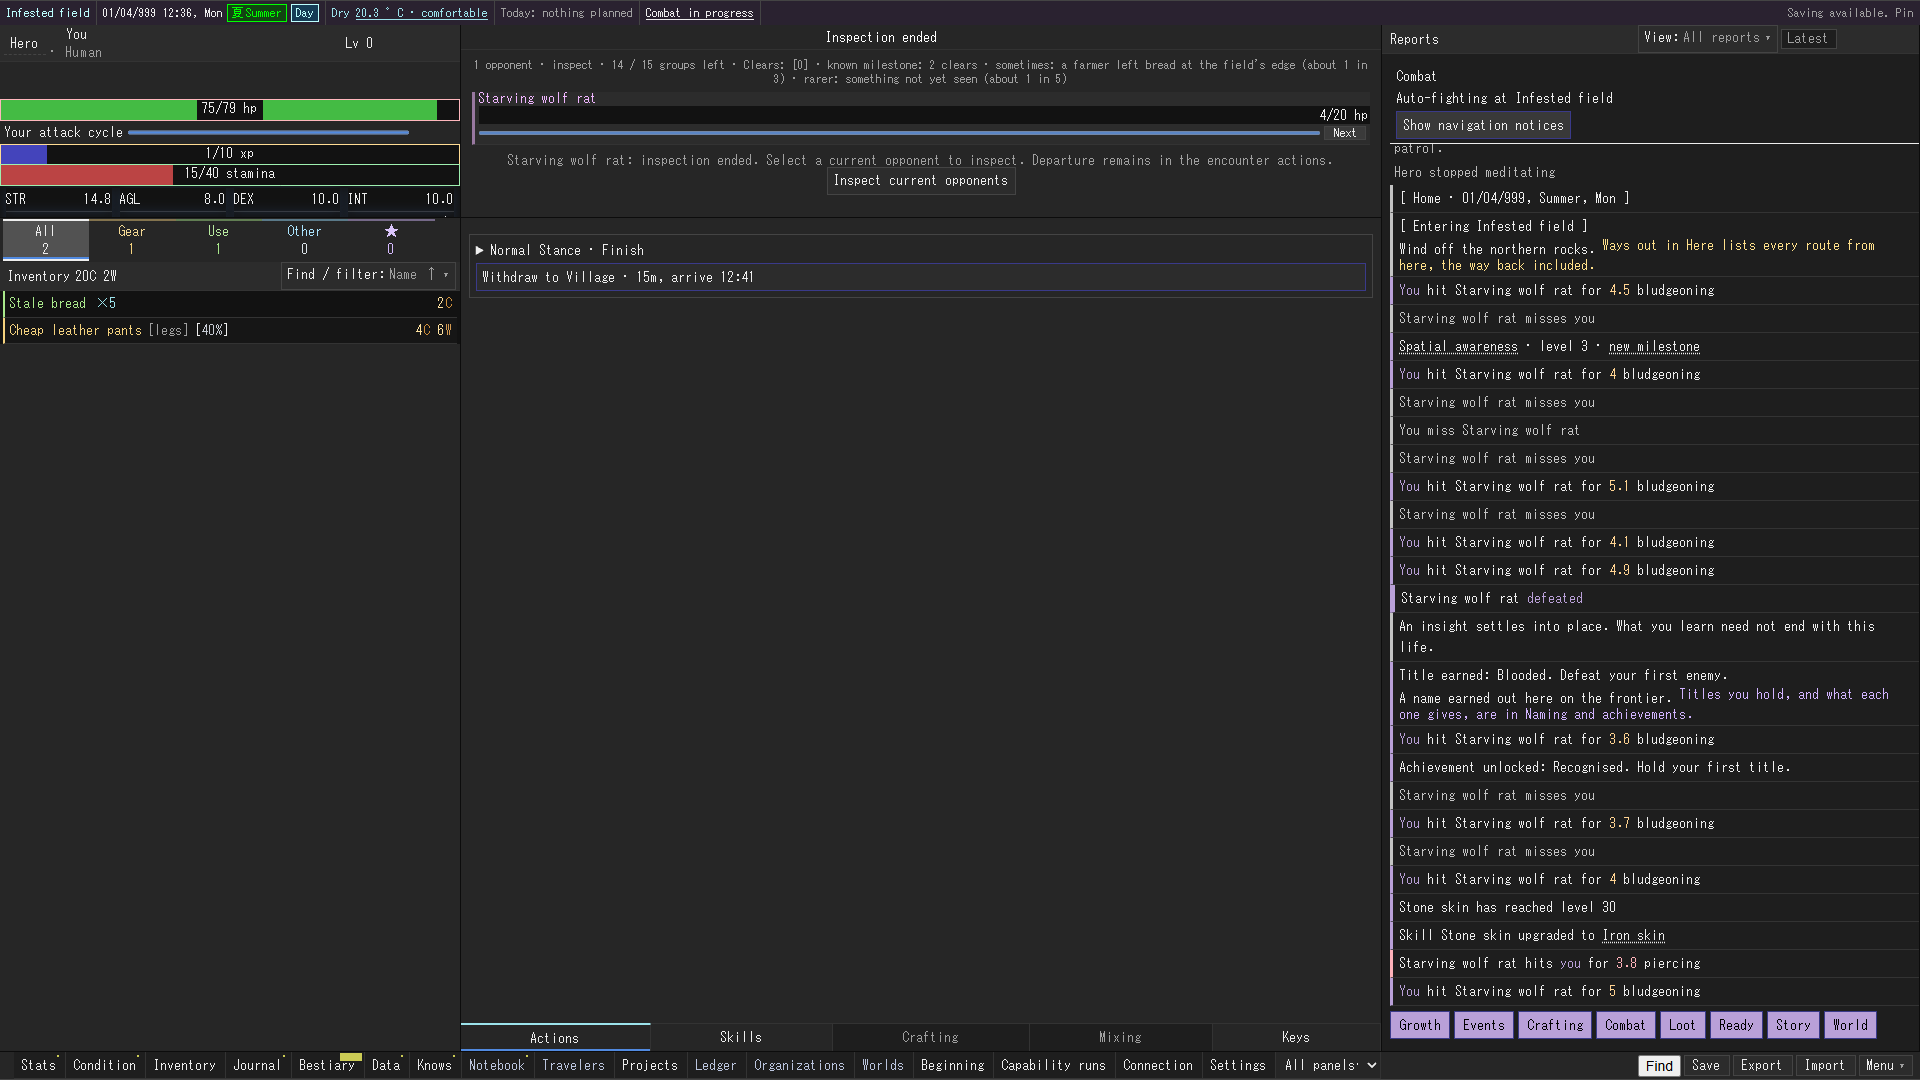 Infested field 01/04/999 12:36, Mon 夏Summer Day Dry 20.3 ° C · comfortable Today: nothing planned Combat in progress Saving available. Pin
Hero · You Lv 0
Human
75/79 hp
Your attack cycle
1/10 xp
15/40 stamina
STR 14.8 AGL 8.0 DEX 10.0 INT 10.0
All Gear Use Other ★
2 1 1 0 0
Inventory 20C 2W Find / filter: Name ↑ ▾
Stale bread ×5 2C
Cheap leather pants [legs] [40%] 4C 6W
Inspection ended
1 opponent · inspect · 14 / 15 groups left · Clears: [0] · known milestone: 2 clears · sometimes: a farmer left bread at the field's edge (about 1 in
3) · rarer: something not yet seen (about 1 in 5)
Starving wolf rat
4/20 hp
Next
Starving wolf rat: inspection ended. Select a current opponent to inspect. Departure remains in the encounter actions.
Inspect current opponents
▶ Normal Stance · Finish
Withdraw to Village · 15m, arrive 12:41
Actions Skills Crafting Mixing Keys
Reports View: All reports ▾ Latest
Combat
Auto-fighting at Infested field
Show navigation notices
patrol.
Hero stopped meditating
[ Home · 01/04/999, Summer, Mon ]
[ Entering Infested field ]
Wind off the northern rocks. Ways out in Here lists every route from
here, the way back included.
You hit Starving wolf rat for 4.5 bludgeoning
Starving wolf rat misses you
Spatial awareness · level 3 · new milestone
You hit Starving wolf rat for 4 bludgeoning
Starving wolf rat misses you
You miss Starving wolf rat
Starving wolf rat misses you
You hit Starving wolf rat for 5.1 bludgeoning
Starving wolf rat misses you
You hit Starving wolf rat for 4.1 bludgeoning
You hit Starving wolf rat for 4.9 bludgeoning
Starving wolf rat defeated
An insight settles into place. What you learn need not end with this
life.
Title earned: Blooded. Defeat your first enemy.
A name earned out here on the frontier. Titles you hold, and what each
one gives, are in Naming and achievements.
You hit Starving wolf rat for 3.6 bludgeoning
Achievement unlocked: Recognised. Hold your first title.
Starving wolf rat misses you
You hit Starving wolf rat for 3.7 bludgeoning
Starving wolf rat misses you
You hit Starving wolf rat for 4 bludgeoning
Stone skin has reached level 30
Skill Stone skin upgraded to Iron skin
Starving wolf rat hits you for 3.8 piercing
You hit Starving wolf rat for 5 bludgeoning
Growth Events Crafting Combat Loot Ready Story World
Stats Condition Inventory Journal Bestiary Data Knows Notebook Travelers Projects Ledger Organizations Worlds Beginning Capability runs Connection Settings All panels· Find Save Export Import Menu ▾